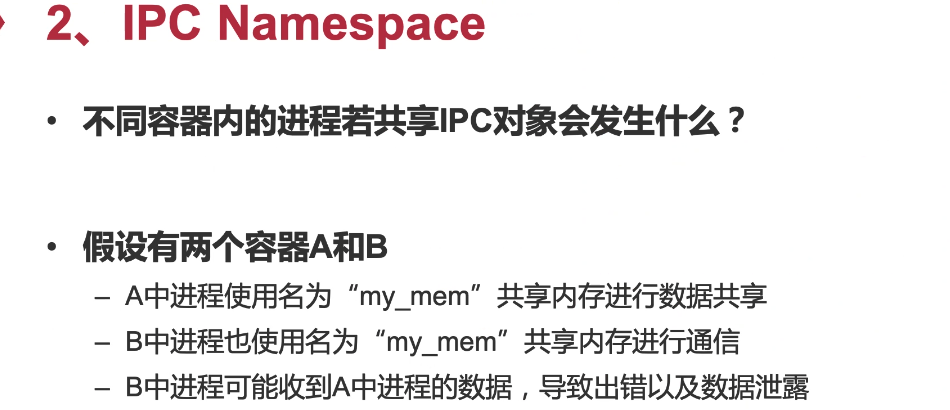 2、IPC Namespace
• 不同容器内的进程若共享IPC对象会发生什么？
• 假设有两个容器A和B
– A中进程使用名为“my_mem”共享内存进行数据共享
– B中进程也使用名为“my_mem”共享内存进行通信
– B中进程可能收到A中进程的数据，导致出错以及数据泄露